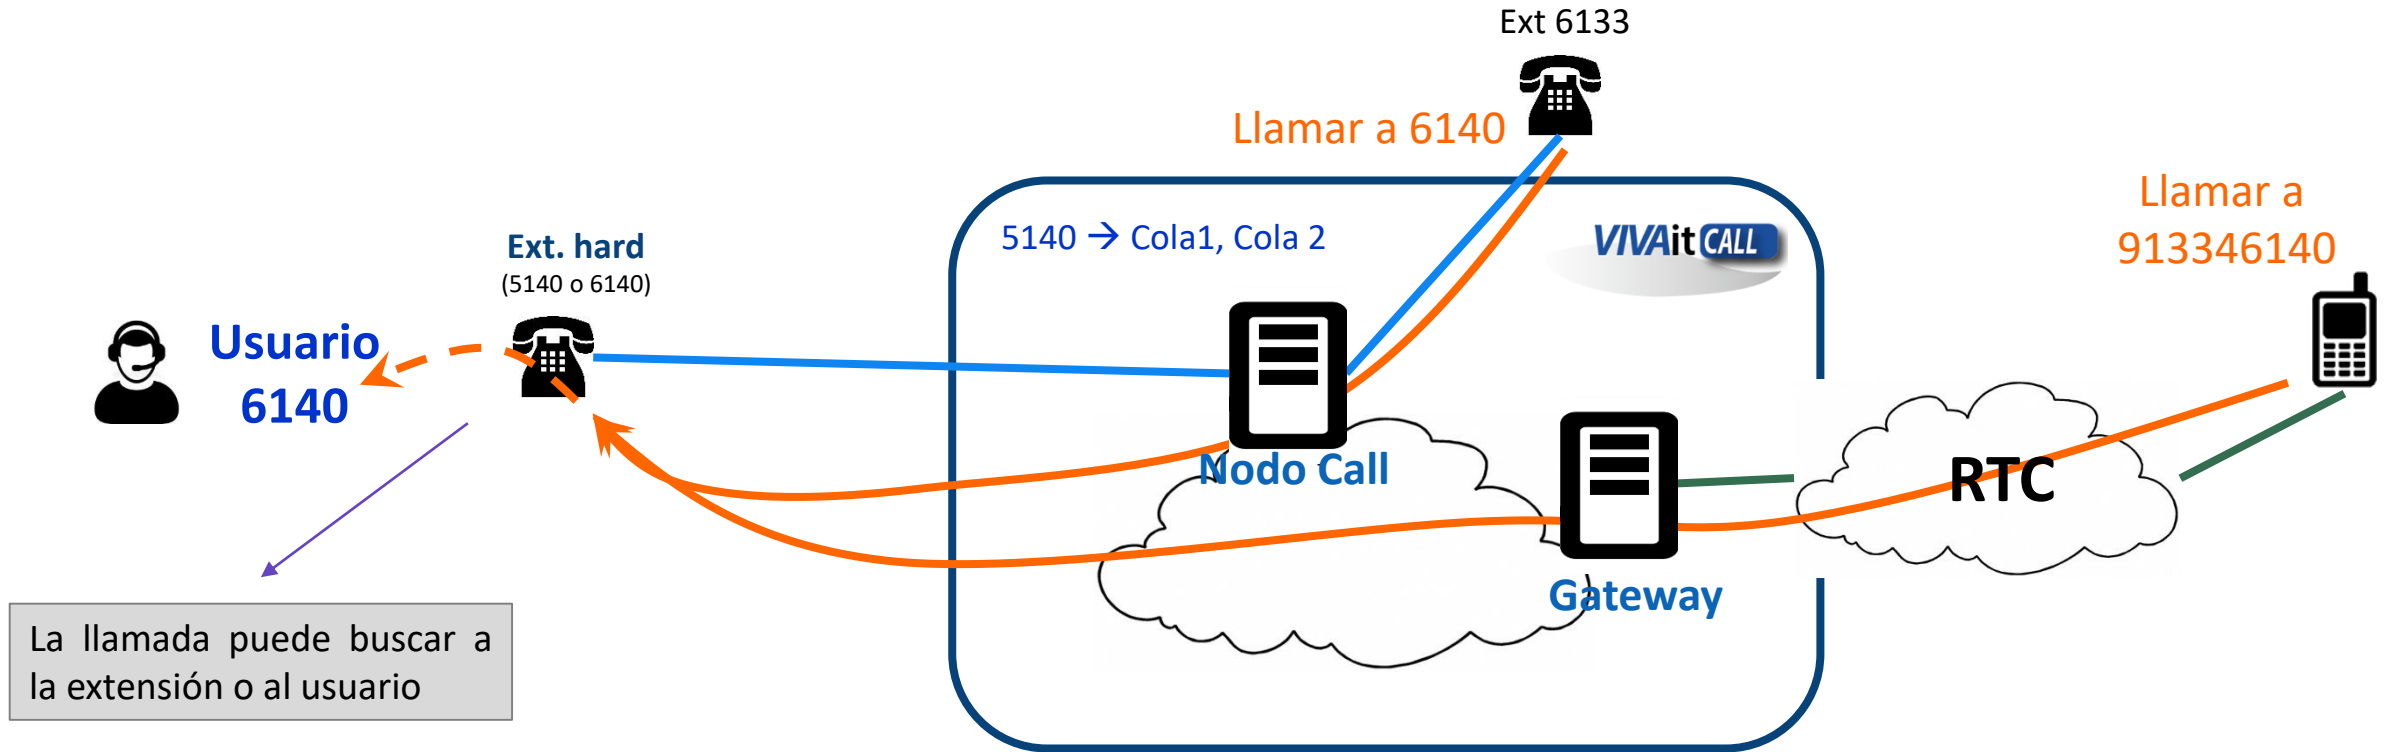 Ext 6133
Llamar a 6140
Llamar a
913346140
5140 → Cola1, Cola 2
VIVAit CALL
Ext. hard
(5140 o 6140)
Usuario
6140
Nodo Call
RTC
Gateway
La llamada puede buscar a
la extensión o al usuario